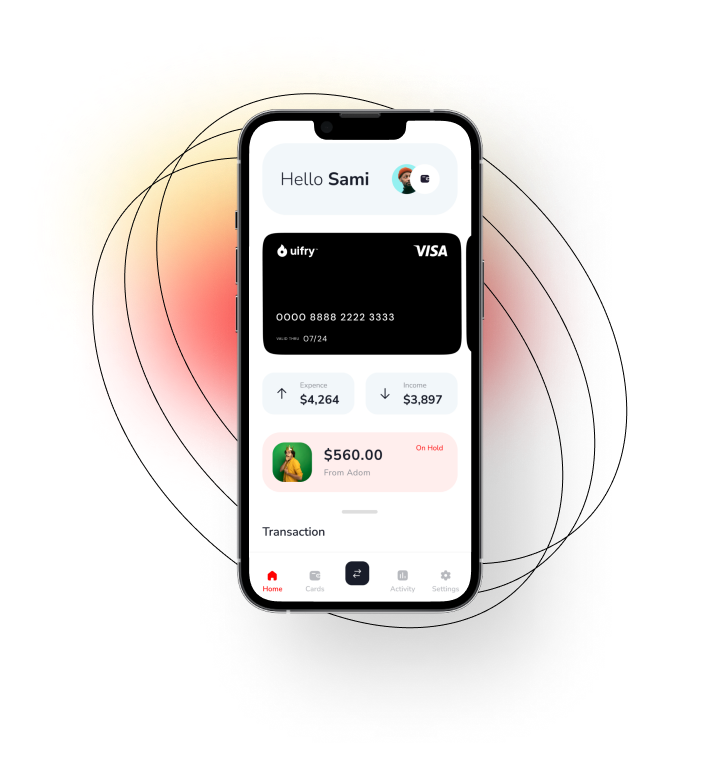 Hello Sami
uifry
VISA
0000 8888 2222 3333
VALID THRU 07/24
Expence
$4,264
Income
$3,897
$560.00
On Hold
From Adom
Transaction
Home
Cards
Activity
Settings